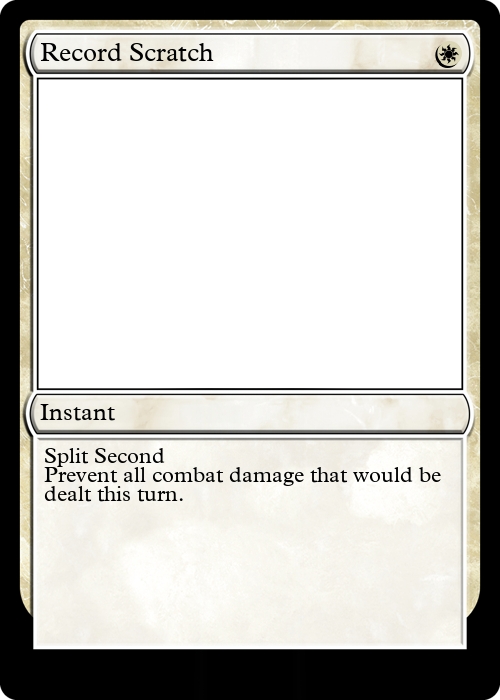 Record Scratch
Instant
Split Second
Prevent all combat damage that would be
dealt this turn.